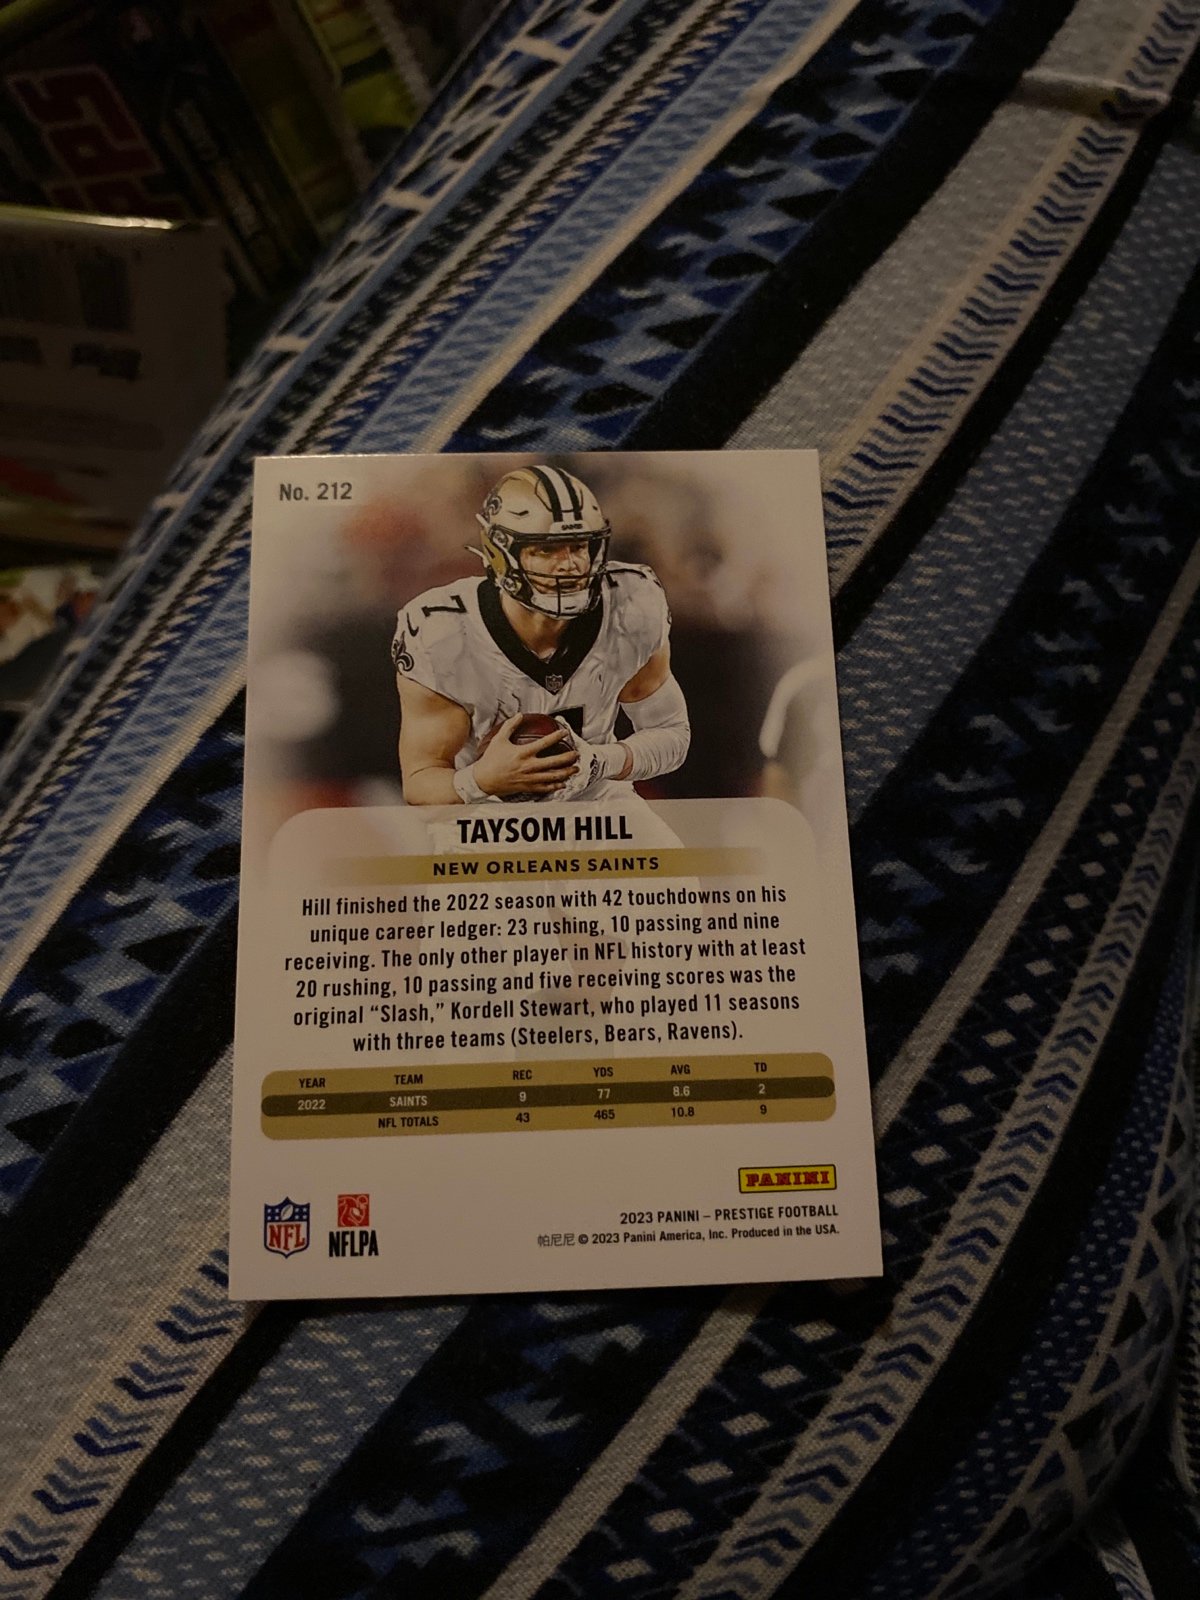 No. 212
SAINTS
7
TAYSOM HILL
NEW ORLEANS SAINTS
Hill finished the 2022 season with 42 touchdowns on his
unique career ledger: 23 rushing, 10 passing and nine
receiving. The only other player in NFL history with at least
20 rushing, 10 passing and five receiving scores was the
original “Slash,” Kordell Stewart, who played 11 seasons
with three teams (Steelers, Bears, Ravens).
YEAR TEAM REC YDS AVG TD
2022 SAINTS 9 77 8.6 2
NFL TOTALS 43 465 10.8 9
PANINI
NFL
NFLPA
2023 PANINI – PRESTIGE FOOTBALL
帕尼尼 © 2023 Panini America, Inc. Produced in the USA.